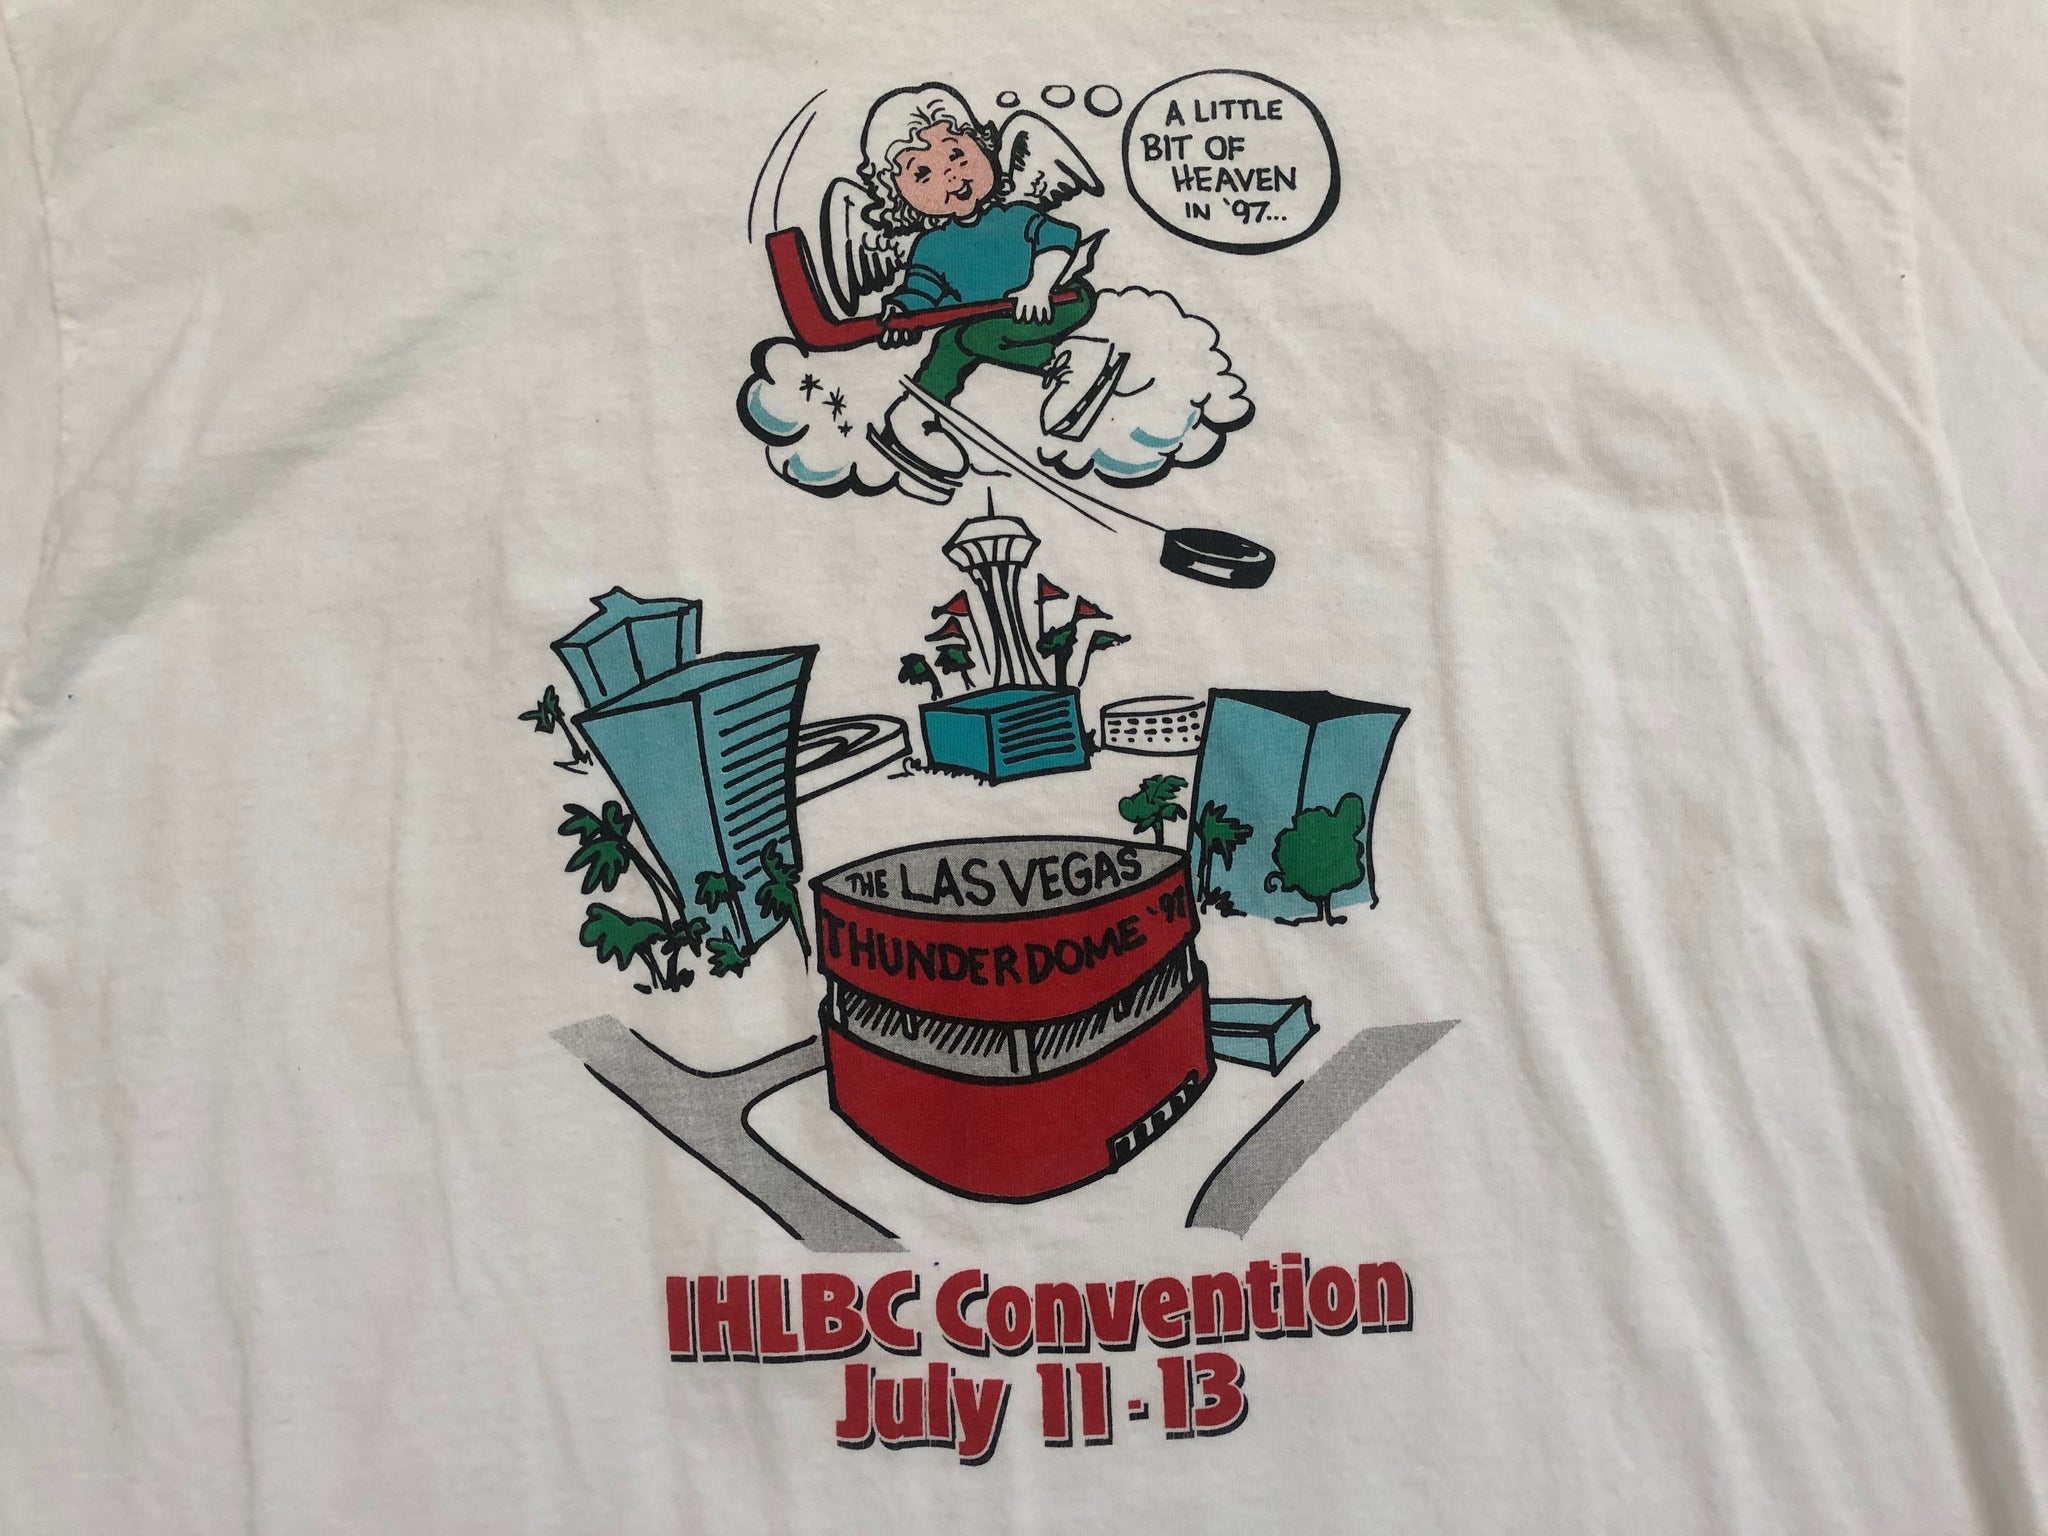 A LITTLE
BIT OF
HEAVEN
IN '97...
THE LAS VEGAS
THUNDERDOME '97
IHLBC Convention
July 11-13